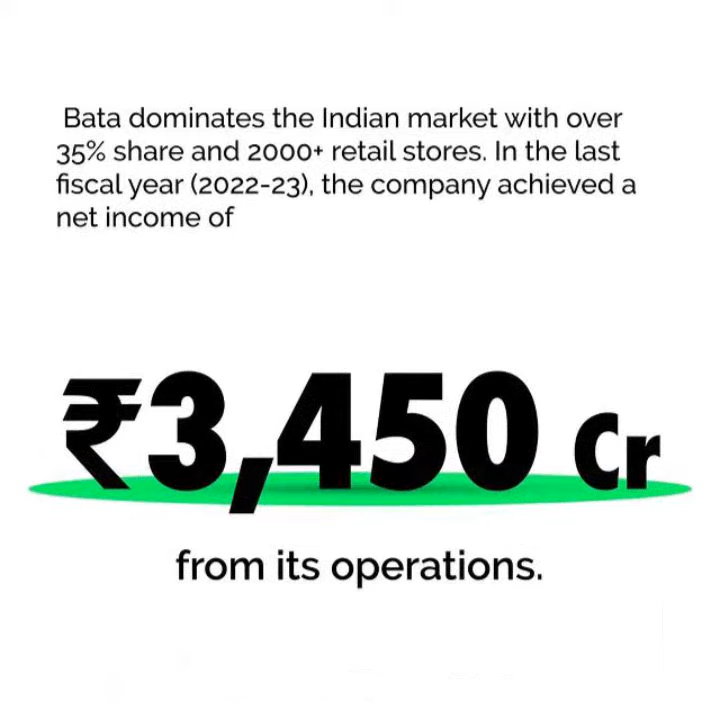 Bata dominates the Indian market with over
35% share and 2000+ retail stores. In the last
fiscal year (2022-23), the company achieved a
net income of
₹3,450 Cr
from its operations.